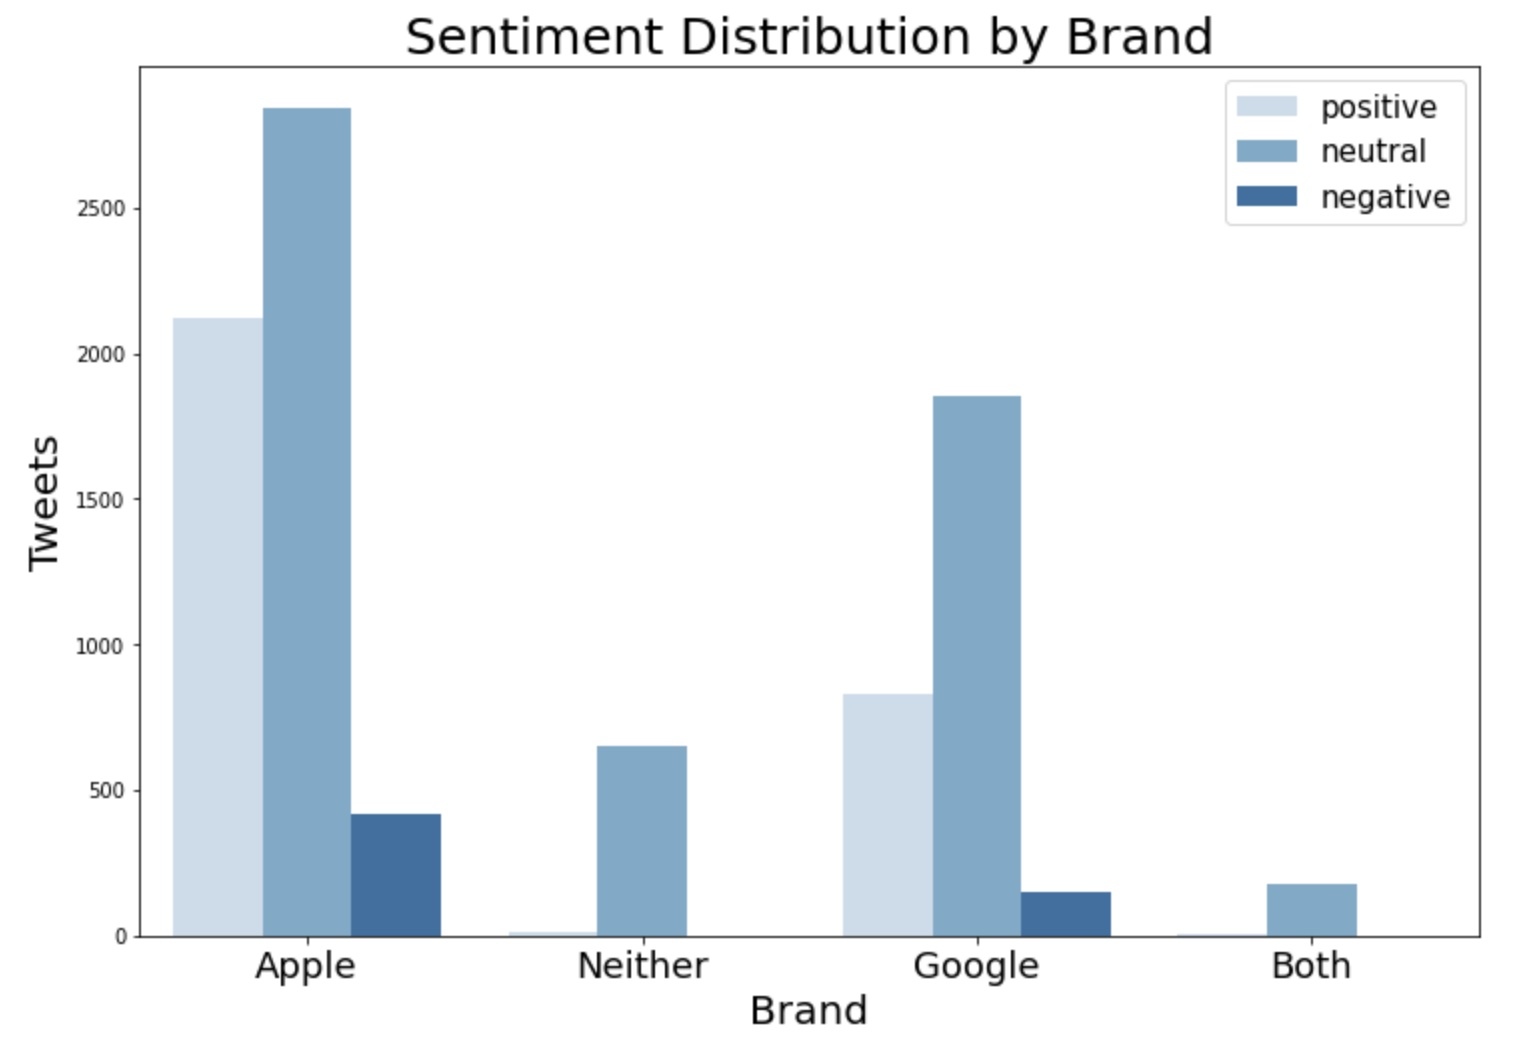 Sentiment Distribution by Brand
positive
neutral
negative
2500
2000
1500
1000
500
0
Tweets
Apple
Neither
Google
Both
Brand